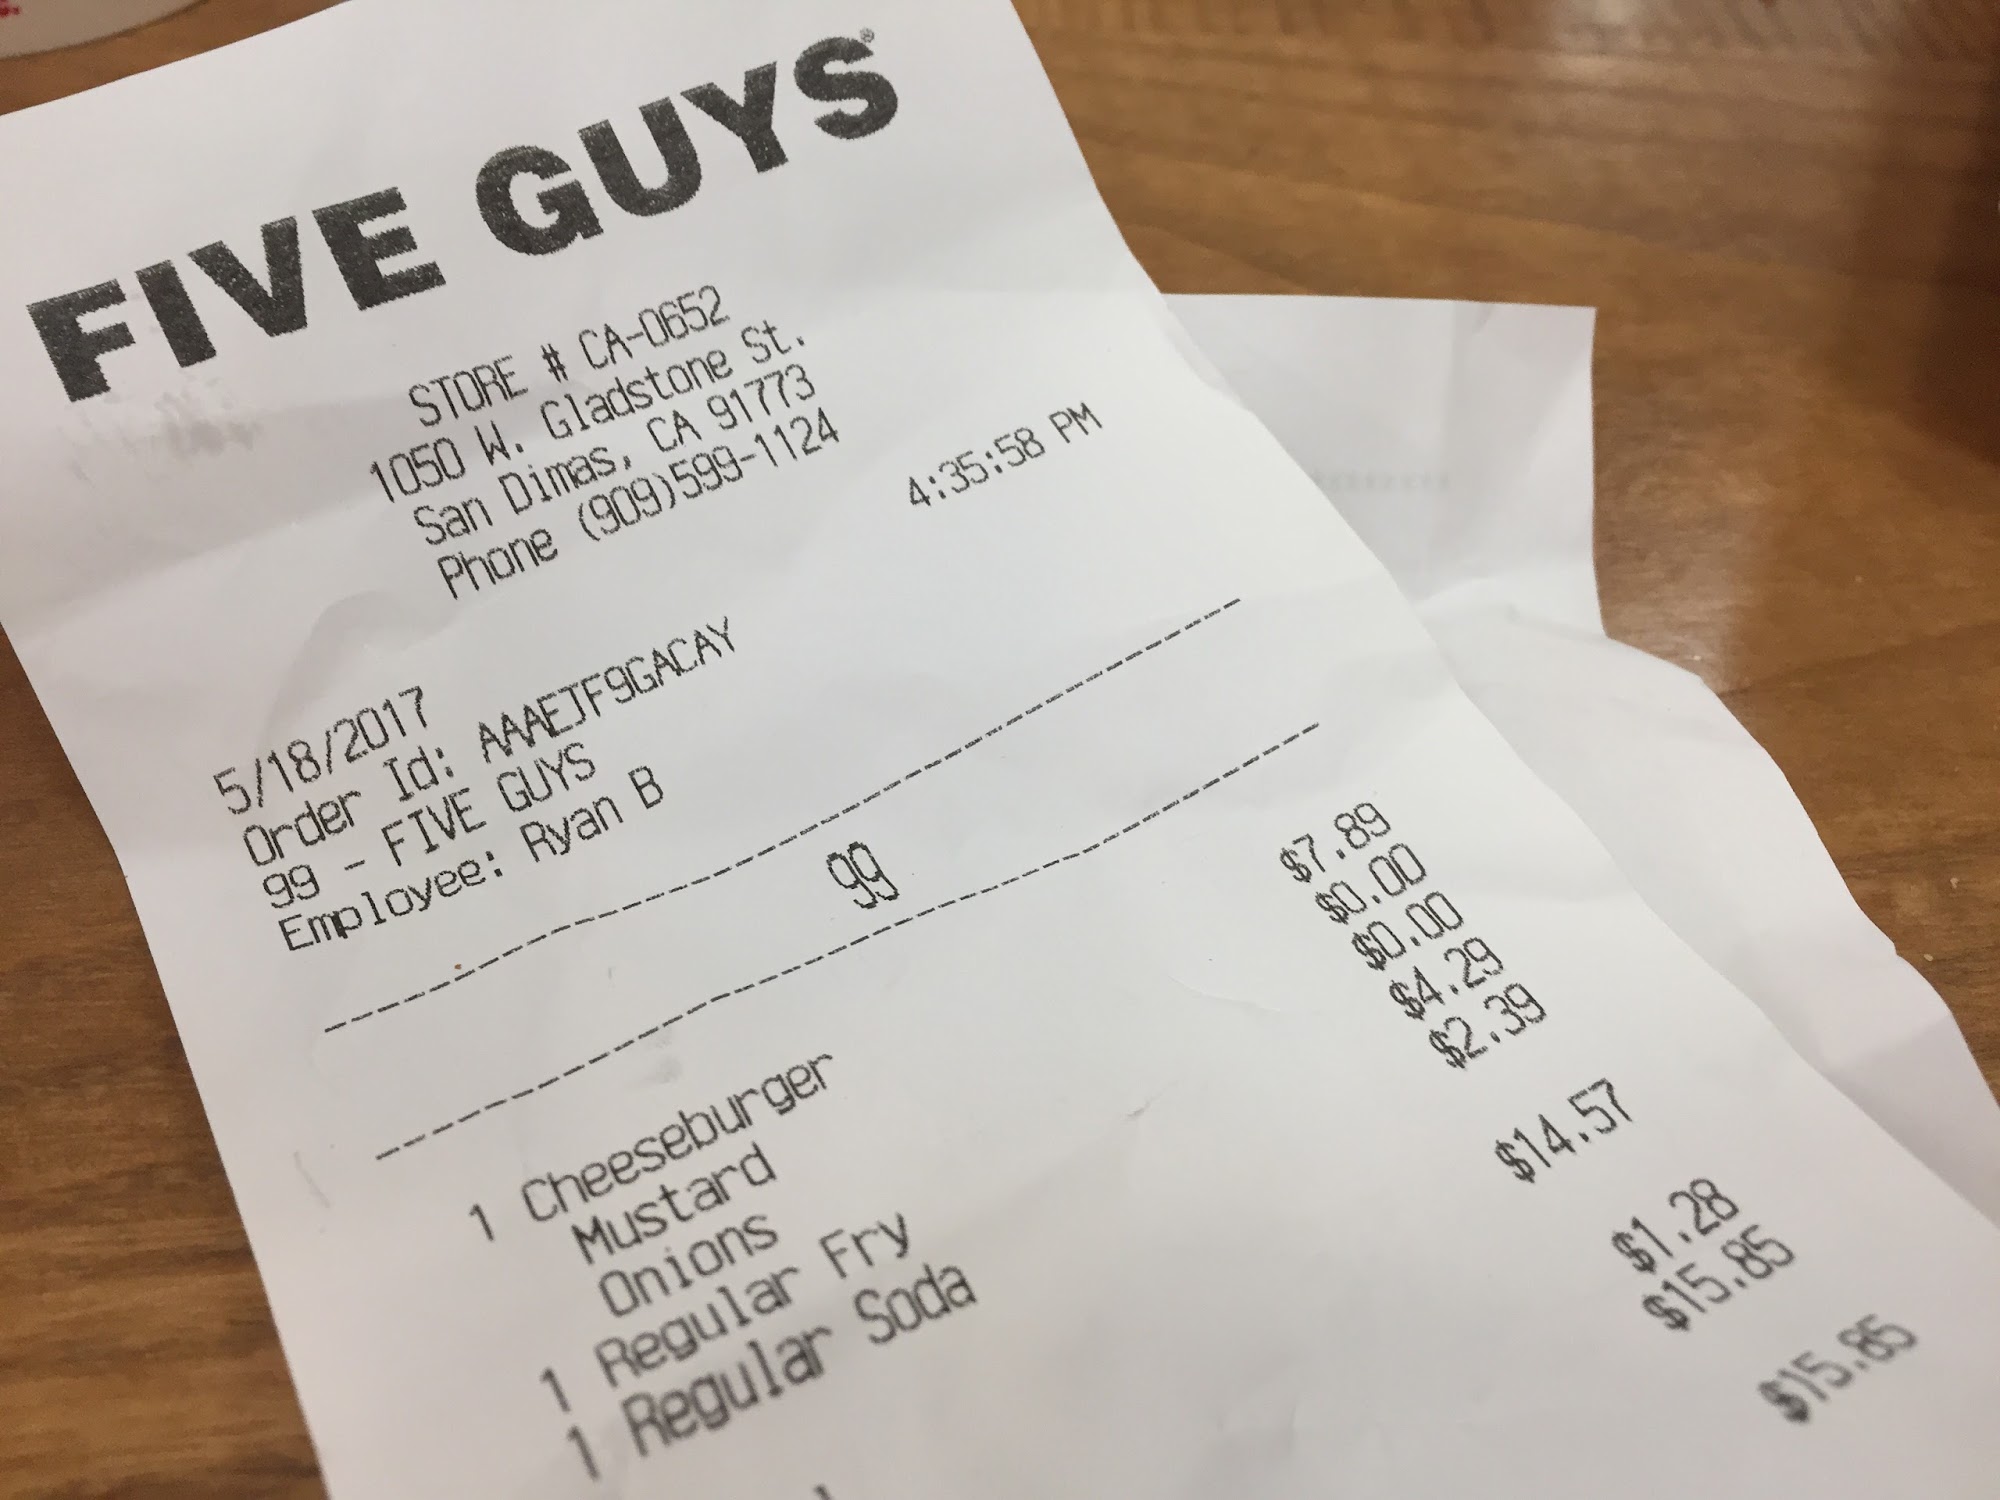 FIVE GUYS®
STORE # CA-0652
1050 W. Gladstone St.
San Dimas, CA 91773
Phone (909)599-1124
5/18/2017 4:35:58 PM
Order Id: AAAEJF9GACAY
99 - FIVE GUYS
Employee: Ryan B
99
1 Cheeseburger $7.89
Mustard $0.00
Onions $0.00
1 Regular Fry $4.29
1 Regular Soda $2.39
$14.57
$1.28
$15.85
$15.85